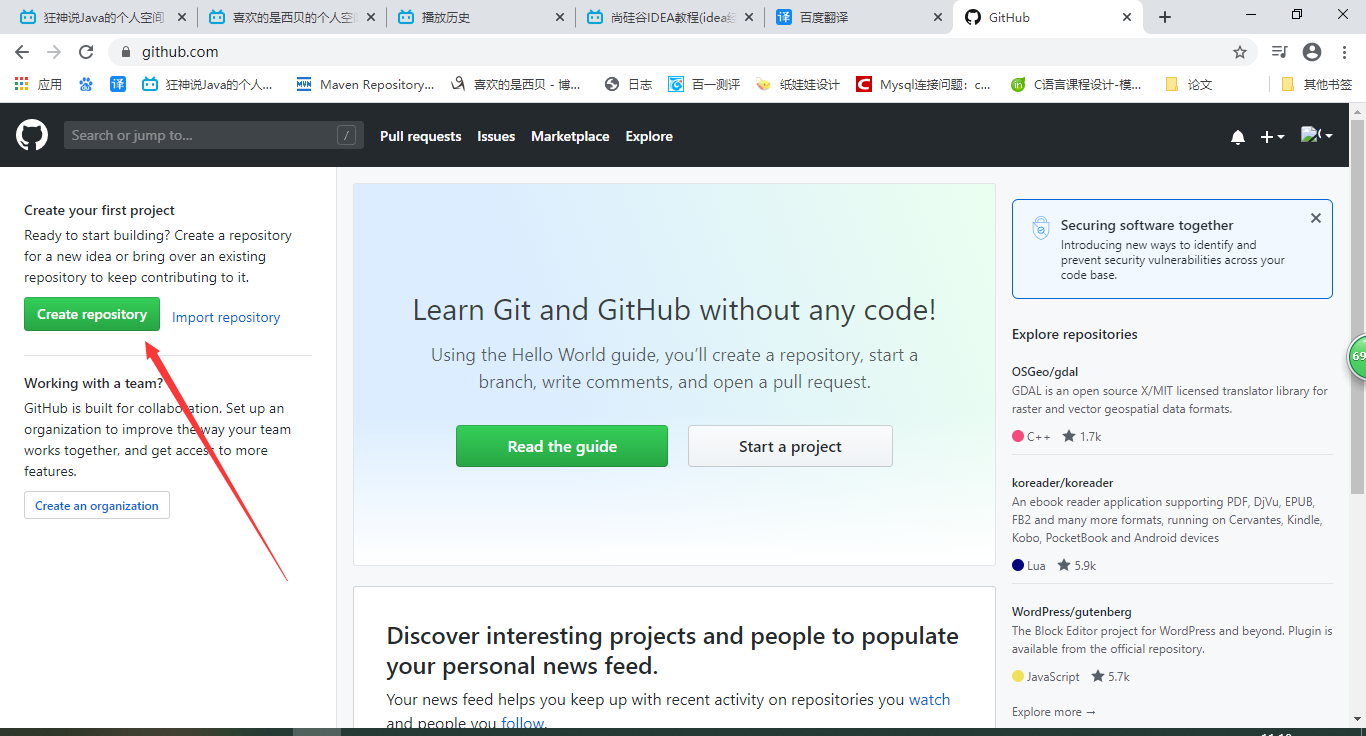 狂神说Java的个人空间
喜欢的是西贝的个人空
播放历史
尚硅谷IDEA教程(idea
百度翻译
GitHub
github.com
应用
译
狂神说Java的个人...
Maven Repository...
喜欢的是西贝 - 博...
日志
百一测评
纸娃娃设计
Mysql连接问题：c...
C语言课程设计-模...
论文
其他书签
Search or jump to...
/
Pull requests
Issues
Marketplace
Explore
Create your first project
Ready to start building? Create a repository
for a new idea or bring over an existing
repository to keep contributing to it.
Create repository
Import repository
Working with a team?
GitHub is built for collaboration. Set up an
organization to improve the way your team
works together, and get access to more
features.
Create an organization
Learn Git and GitHub without any code!
Using the Hello World guide, you’ll create a repository, start a
branch, write comments, and open a pull request.
Read the guide
Start a project
Discover interesting projects and people to populate
your personal news feed.
Your news feed helps you keep up with recent activity on repositories you watch
and people you follow.
Securing software together
Introducing new ways to identify and
prevent security vulnerabilities across your
code base.
Explore repositories
OSGeo/gdal
GDAL is an open source X/MIT licensed translator library for
raster and vector geospatial data formats.
C++ 1.7k
koreader/koreader
An ebook reader application supporting PDF, DjVu, EPUB,
FB2 and many more formats, running on Cervantes, Kindle,
Kobo, PocketBook and Android devices
Lua 5.9k
WordPress/gutenberg
The Block Editor project for WordPress and beyond. Plugin is
available from the official repository.
JavaScript 5.7k
Explore more →
69